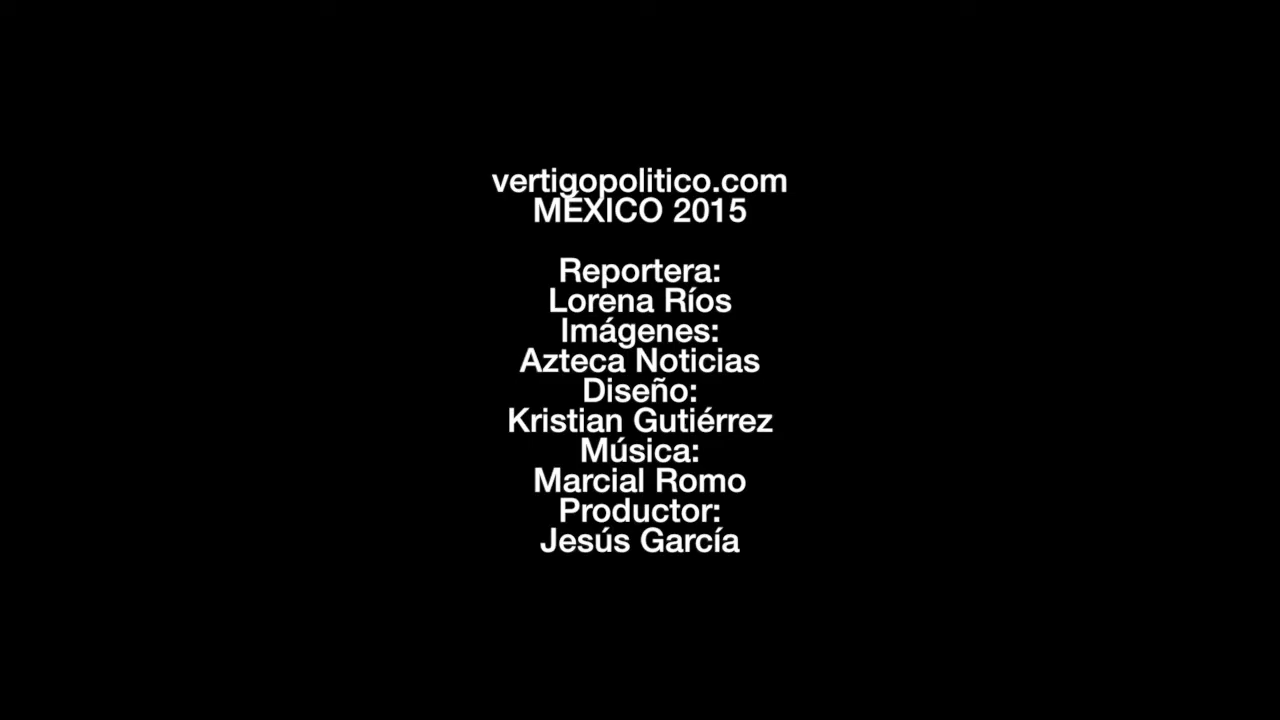 vertigopolitico.com
MÉXICO 2015
Reportera:
Lorena Ríos
Imágenes:
Azteca Noticias
Diseño:
Kristian Gutiérrez
Música:
Marcial Romo
Productor:
Jesús García